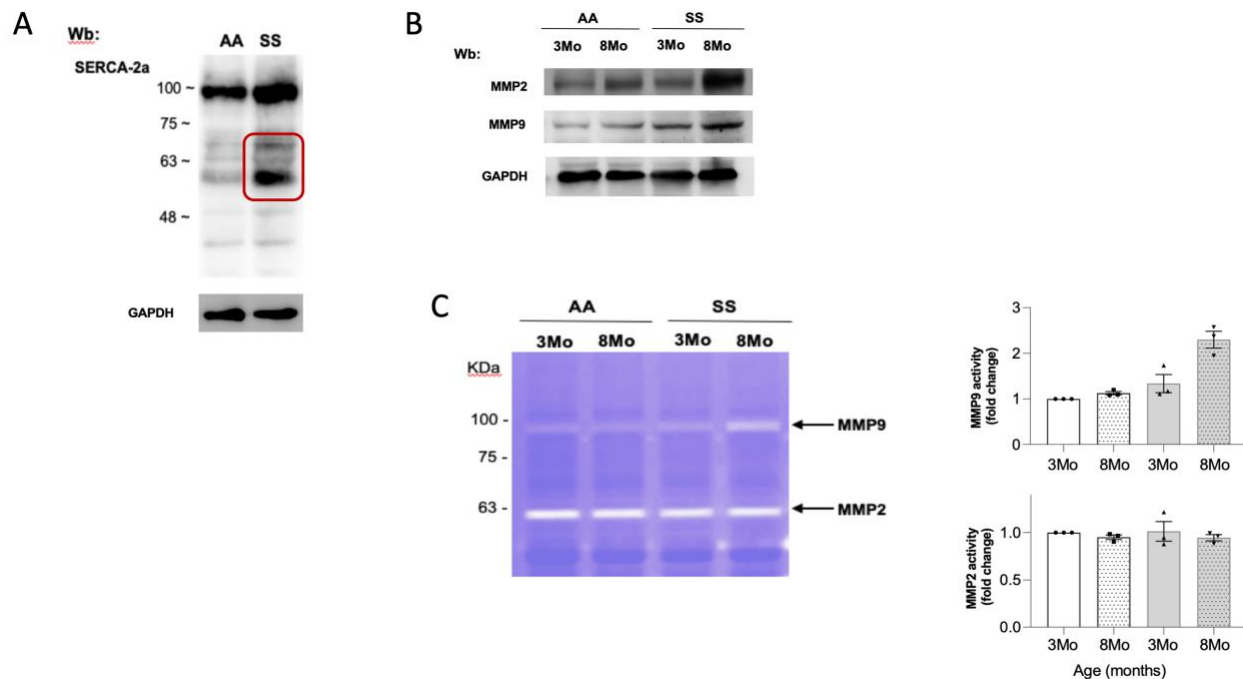 A
Wb:
AA SS
SERCA-2a
100 ~
75 ~
63 ~
48 ~
GAPDH
B
AA SS
3Mo 8Mo 3Mo 8Mo
Wb:
MMP2
MMP9
GAPDH
C
AA SS
3Mo 8Mo 3Mo 8Mo
KDa
100 -
75 -
63 -
MMP9
MMP2
MMP9 activity
(fold change)
3
2
1
0
3Mo 8Mo 3Mo 8Mo
MMP2 activity
(fold change)
1.0
0.5
0.0
3Mo 8Mo 3Mo 8Mo
Age (months)